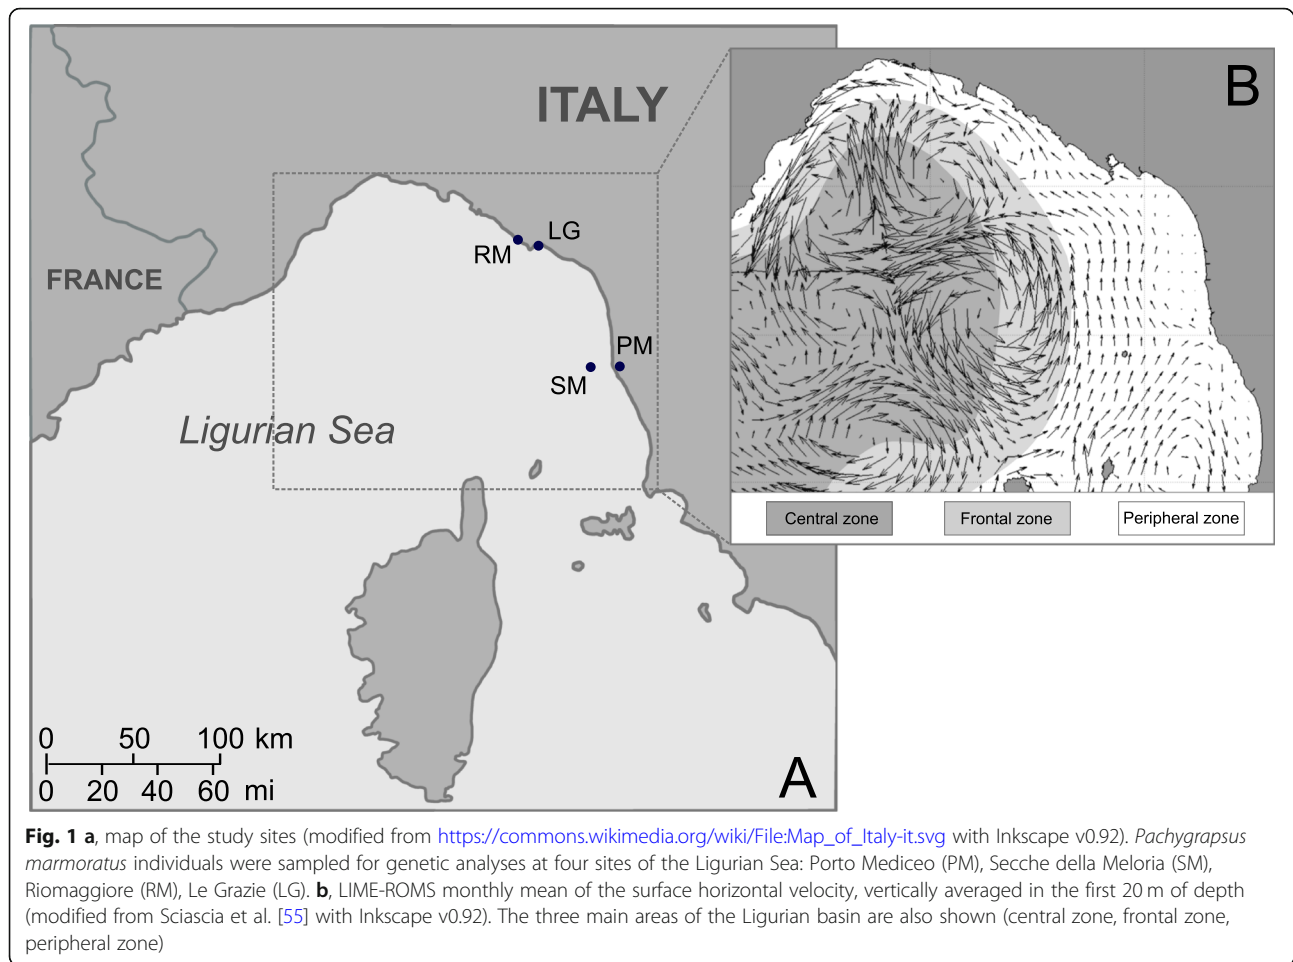 ITALY
B
LG
RM
FRANCE
PM
SM
Ligurian Sea
Central zone
Frontal zone
Peripheral zone
0 50 100 km
0 20 40 60 mi
A
Fig. 1 a, map of the study sites (modified from https://commons.wikimedia.org/wiki/File:Map_of_Italy-it.svg with Inkscape v0.92). Pachygrapsus
marmoratus individuals were sampled for genetic analyses at four sites of the Ligurian Sea: Porto Mediceo (PM), Secche della Meloria (SM),
Riomaggiore (RM), Le Grazie (LG). b, LIME-ROMS monthly mean of the surface horizontal velocity, vertically averaged in the first 20 m of depth
(modified from Sciascia et al. [55] with Inkscape v0.92). The three main areas of the Ligurian basin are also shown (central zone, frontal zone,
peripheral zone)